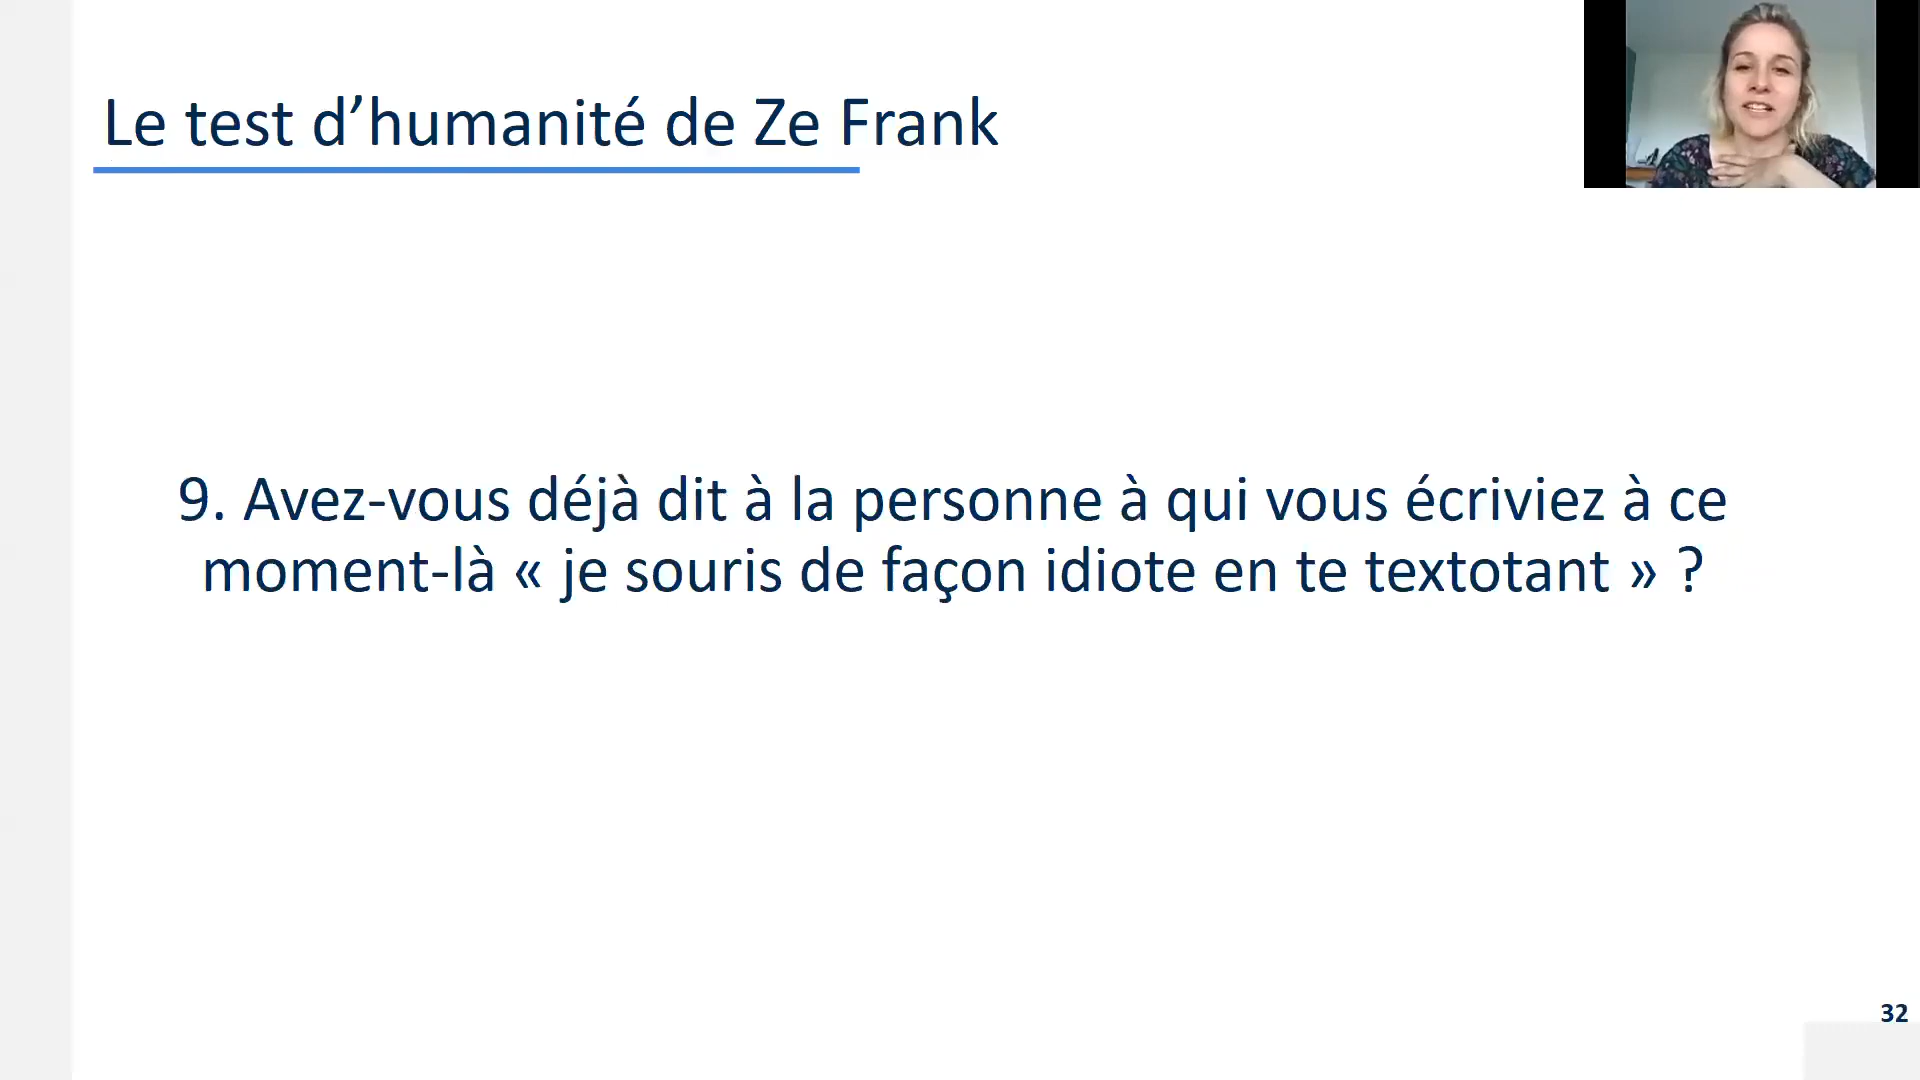 Le test d’humanité de Ze Frank
9. Avez-vous déjà dit à la personne à qui vous écriviez à ce
moment-là « je souris de façon idiote en te textotant » ?
32